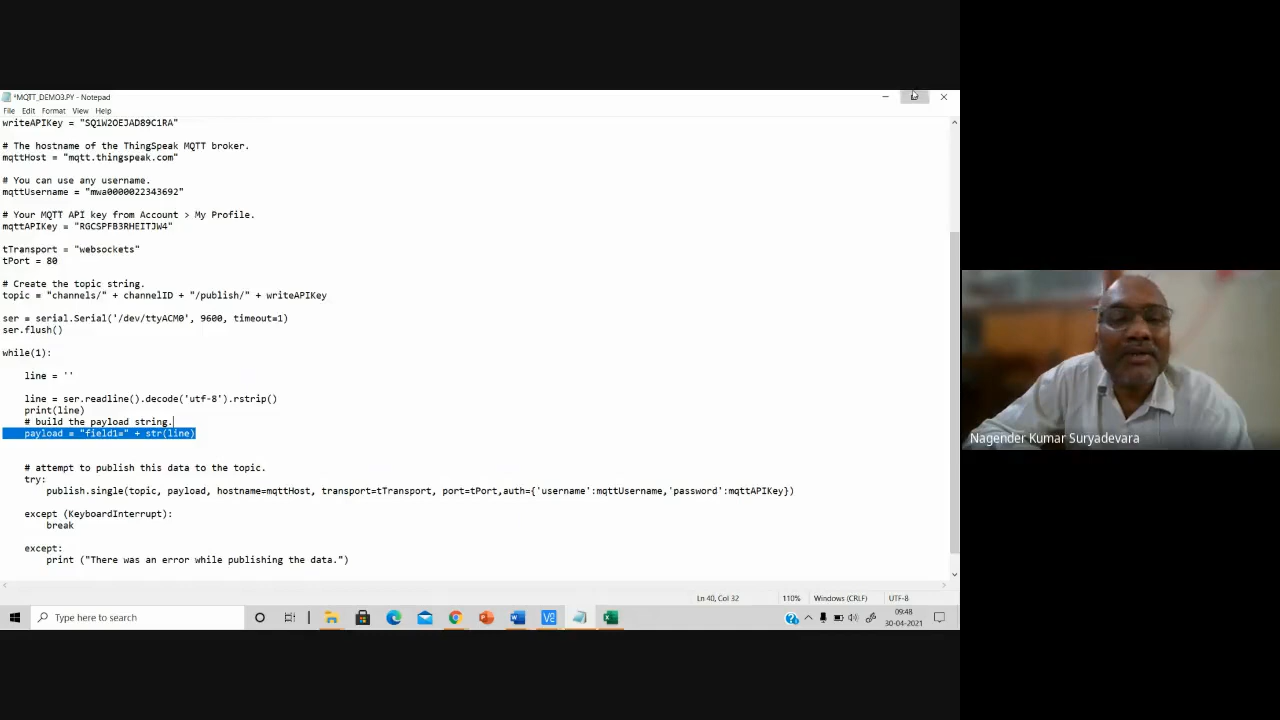 *MQTT_DEMO3.PY - Notepad
File Edit Format View Help
writeAPIKey = "SQ1W2OEJAD89C1RA"
# The hostname of the ThingSpeak MQTT broker.
mqttHost = "mqtt.thingspeak.com"
# You can use any username.
mqttUsername = "mwa0000022343692"
# Your MQTT API key from Account > My Profile.
mqttAPIKey = "RGCSPFB3RHEITJW4"
tTransport = "websockets"
tPort = 80
# Create the topic string.
topic = "channels/" + channelID + "/publish/" + writeAPIKey
ser = serial.Serial('/dev/ttyACM0', 9600, timeout=1)
ser.flush()
while(1):
line = ''
line = ser.readline().decode('utf-8').rstrip()
print(line)
# build the payload string.
payload = "field1=" + str(line)
# attempt to publish this data to the topic.
try:
publish.single(topic, payload, hostname=mqttHost, transport=tTransport, port=tPort,auth={'username':mqttUsername,'password':mqttAPIKey})
except (KeyboardInterrupt):
break
except:
print ("There was an error while publishing the data.")
Ln 40, Col 32 110% Windows (CRLF) UTF-8
Type here to search
09:48
30-04-2021
Nagender Kumar Suryadevara